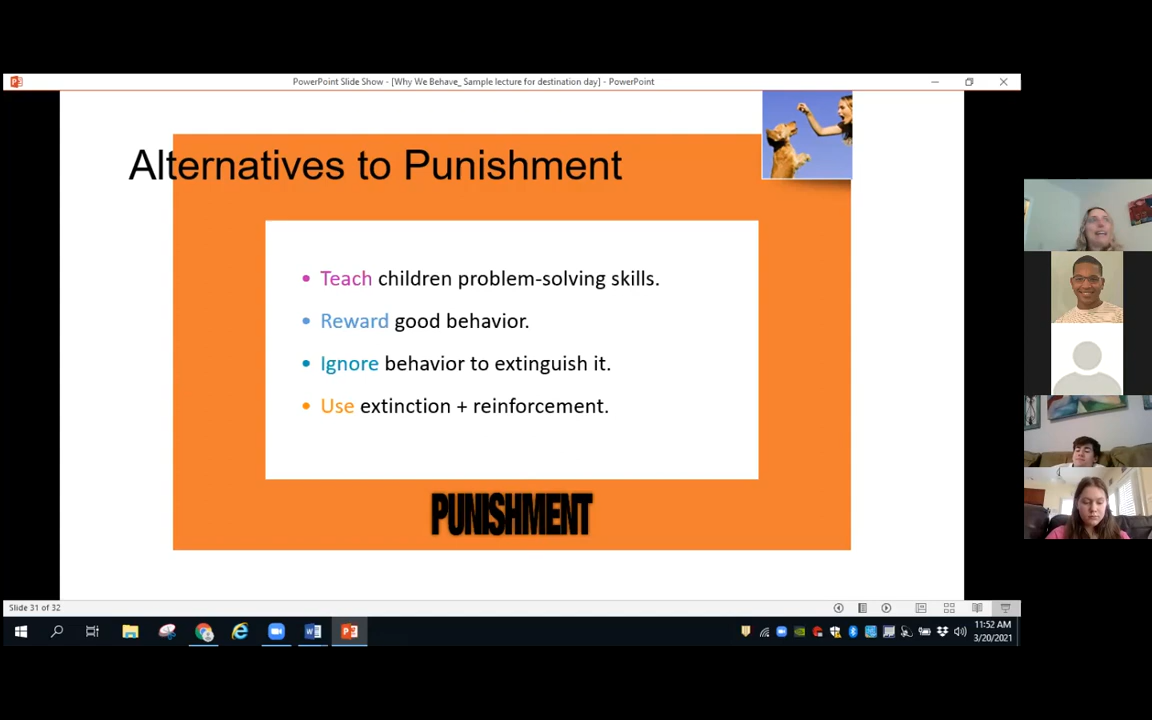 PowerPoint Slide Show - [Why We Behave_ Sample lecture for destination day] - PowerPoint
Alternatives to Punishment
• Teach children problem-solving skills.
• Reward good behavior.
• Ignore behavior to extinguish it.
• Use extinction + reinforcement.
PUNISHMENT
Slide 31 of 32
11:52 AM
3/20/2021